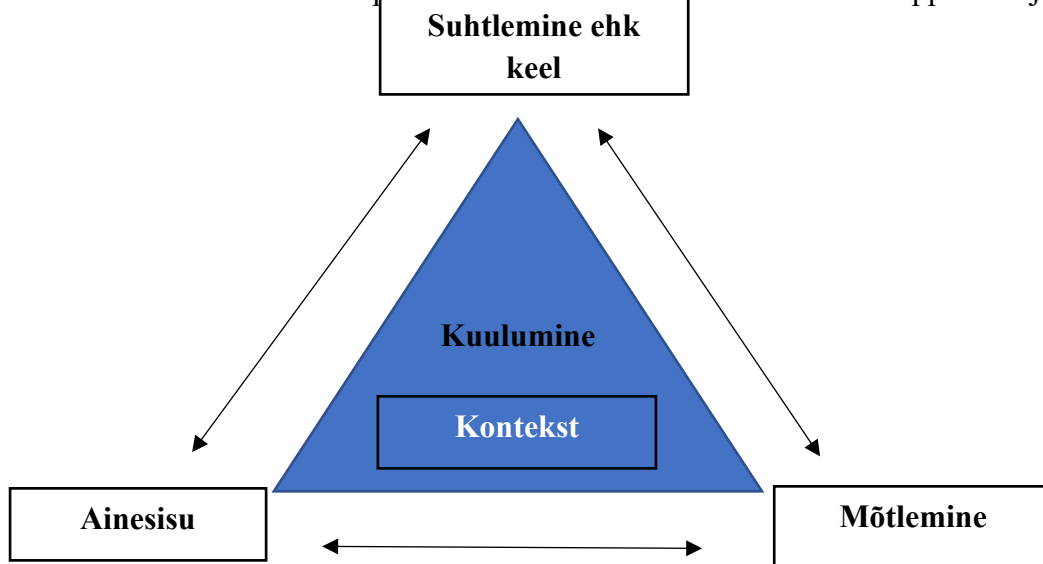 Suhtlemine ehk
keel
Kuulumine
Kontekst
Ainesisu
Mõtlemine